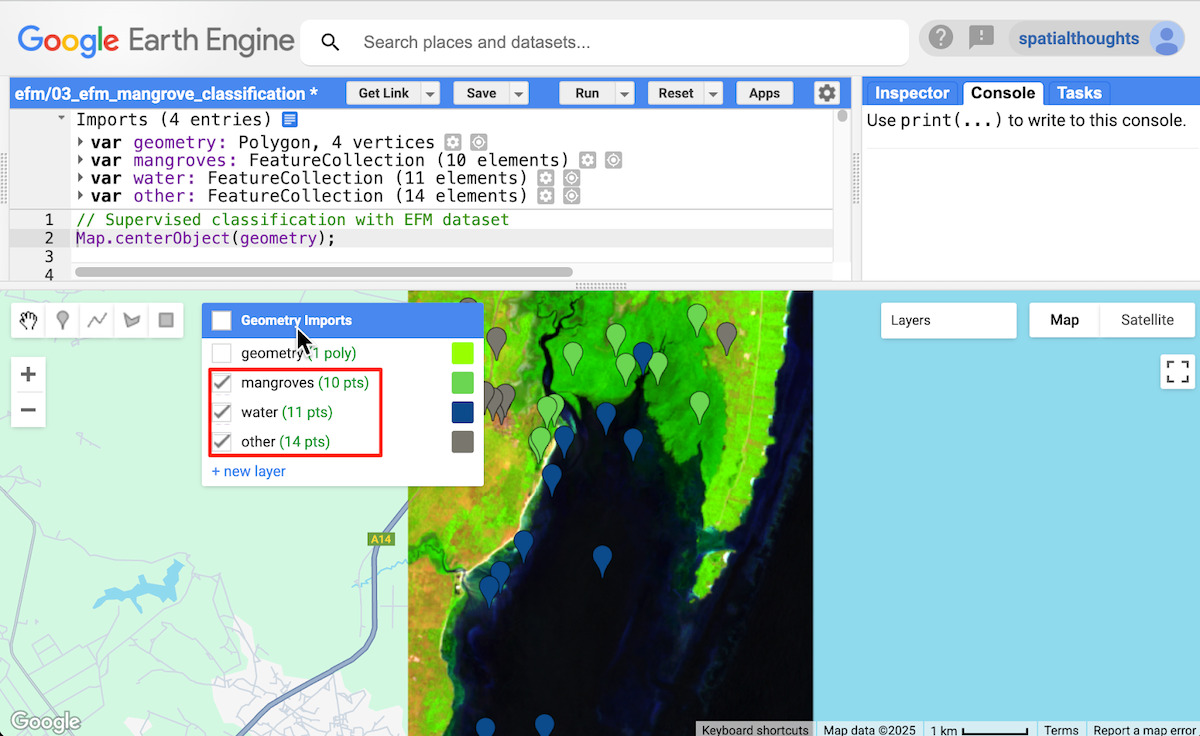 Google Earth Engine
Search places and datasets...
spatialthoughts
efm/03_efm_mangrove_classification *
Get Link
Save
Run
Reset
Apps
Inspector
Console
Tasks
Imports (4 entries)
var geometry: Polygon, 4 vertices
var mangroves: FeatureCollection (10 elements)
var water: FeatureCollection (11 elements)
var other: FeatureCollection (14 elements)
1 // Supervised classification with EFM dataset
2 Map.centerObject(geometry);
3
4
Use print(...) to write to this console.
Geometry Imports
geometry (1 poly)
mangroves (10 pts)
water (11 pts)
other (14 pts)
+ new layer
Layers
Map
Satellite
A14
Google
Keyboard shortcuts
Map data ©2025
1 km
Terms
Report a map error